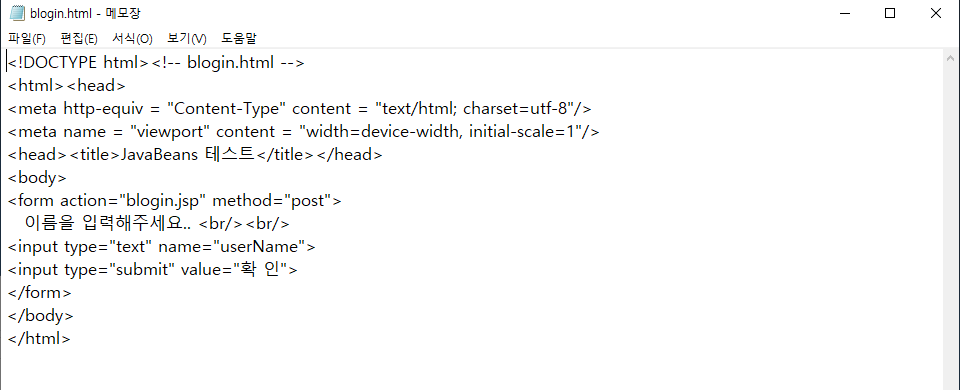 blogin.html - 메모장
파일(F) 편집(E) 서식(O) 보기(V) 도움말
<!DOCTYPE html><!-- blogin.html -->
<html><head>
<meta http-equiv = "Content-Type" content = "text/html; charset=utf-8"/>
<meta name = "viewport" content = "width=device-width, initial-scale=1"/>
<head><title>JavaBeans 테스트</title></head>
<body>
<form action="blogin.jsp" method="post">
이름을 입력해주세요.. <br/><br/>
<input type="text" name="userName">
<input type="submit" value="확 인">
</form>
</body>
</html>